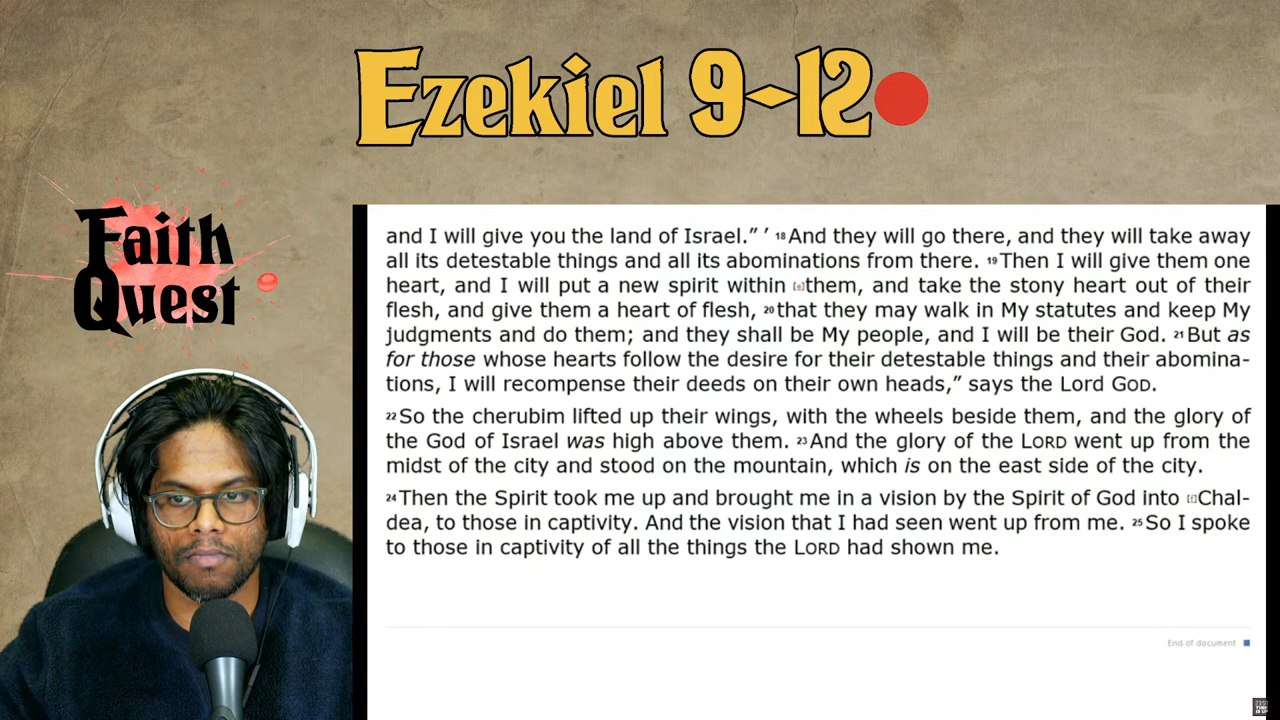 Ezekiel 9-12
Faith
Quest
and I will give you the land of Israel.” ’ 18 And they will go there, and they will take away
all its detestable things and all its abominations from there. 19 Then I will give them one
heart, and I will put a new spirit within [e]them, and take the stony heart out of their
flesh, and give them a heart of flesh, 20 that they may walk in My statutes and keep My
judgments and do them; and they shall be My people, and I will be their God. 21 But as
for those whose hearts follow the desire for their detestable things and their abomina-
tions, I will recompense their deeds on their own heads,” says the Lord GOD.
22 So the cherubim lifted up their wings, with the wheels beside them, and the glory of
the God of Israel was high above them. 23 And the glory of the LORD went up from the
midst of the city and stood on the mountain, which is on the east side of the city.
24 Then the Spirit took me up and brought me in a vision by the Spirit of God into [f]Chal-
dea, to those in captivity. And the vision that I had seen went up from me. 25 So I spoke
to those in captivity of all the things the LORD had shown me.
End of document